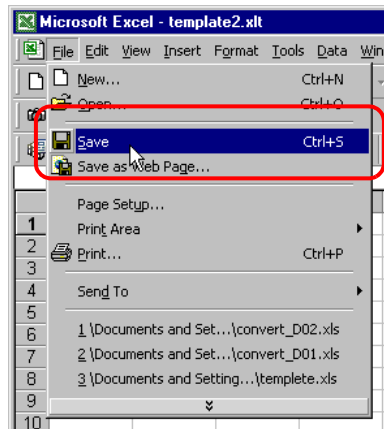 Microsoft Excel - template2.xlt
File Edit View Insert Format Tools Data Win
New... Ctrl+N
Open... Ctrl+O
Save Ctrl+S
Save as Web Page...
Page Setup...
1 Print Area
2 Print... Ctrl+P
3
4 Send To
5
6 1 \Documents and Set...\convert_D02.xls
7 2 \Documents and Set...\convert_D01.xls
8 3 \Documents and Setting...\templete.xls
9
10